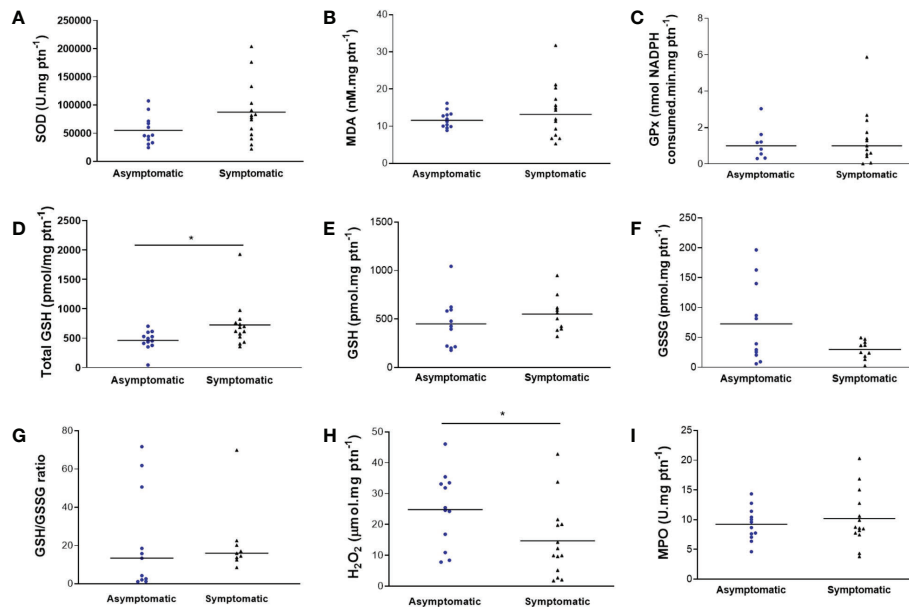 A
SOD (U.mg ptn-1)
250000
200000
150000
100000
50000
0
Asymptomatic Symptomatic
B
MDA (nM.mg ptn-1)
40
30
20
10
0
Asymptomatic Symptomatic
C
GPx (nmol NADPH
consumed.min.mg ptn-1)
8
6
4
2
0
Asymptomatic Symptomatic
D
Total GSH (pmol/mg ptn-1)
2500
2000
1500
1000
500
0
*
Asymptomatic Symptomatic
E
GSH (pmol.mg ptn-1)
1500
1000
500
0
Asymptomatic Symptomatic
F
GSSG (pmol.mg ptn-1)
250
200
150
100
50
0
Asymptomatic Symptomatic
G
GSH/GSSG ratio
80
60
40
20
0
Asymptomatic Symptomatic
H
H2O2 (µmol.mg ptn-1)
50
40
30
20
10
0
*
Asymptomatic Symptomatic
I
MPO (U.mg ptn-1)
25
20
15
10
5
0
Asymptomatic Symptomatic